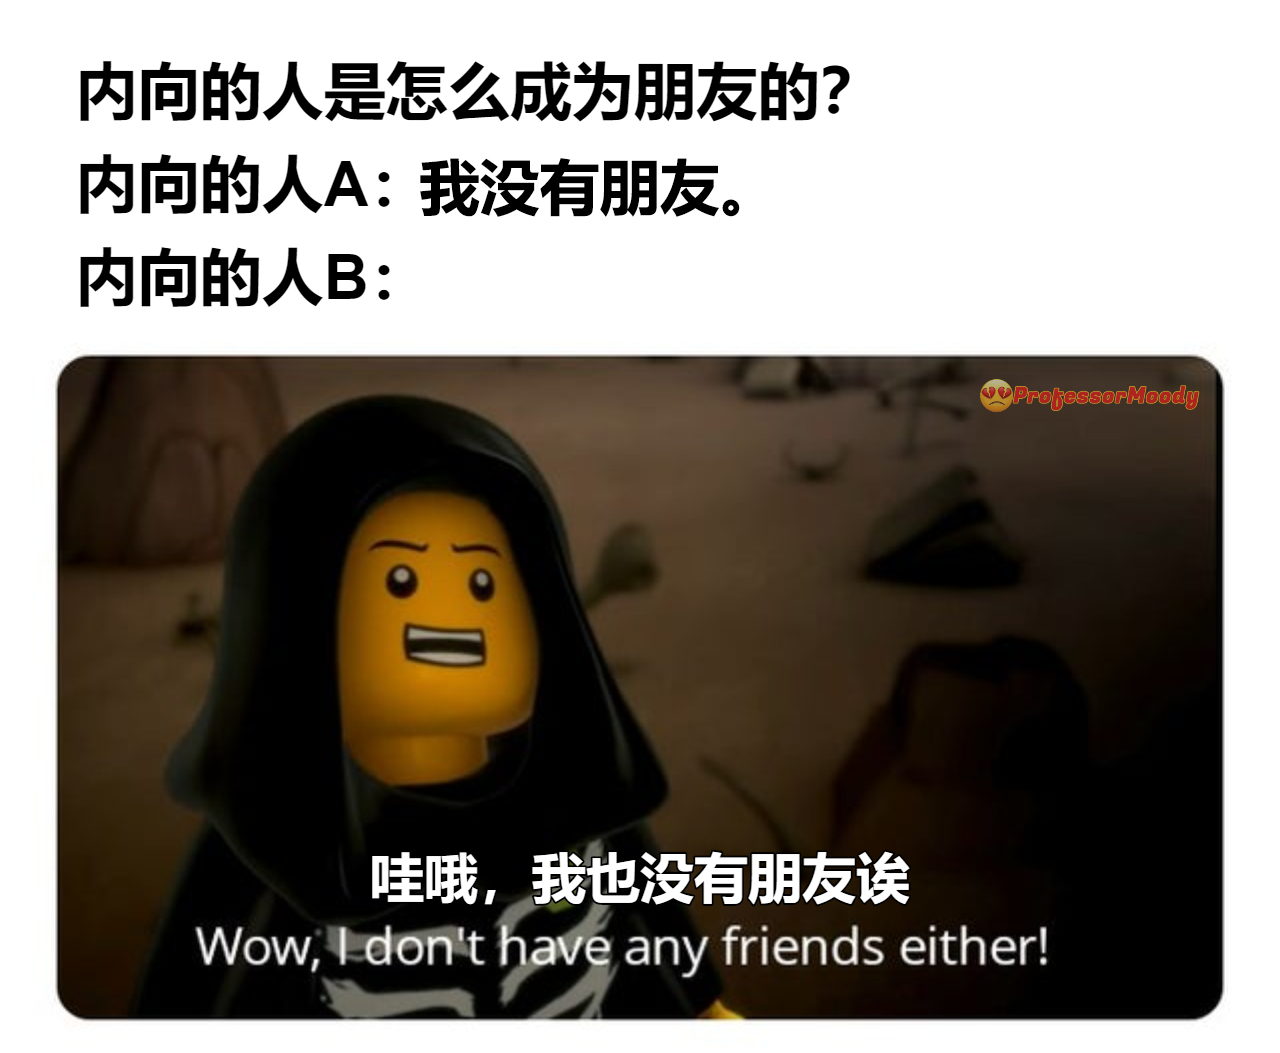 内向的人是怎么成为朋友的?
内向的人A：我没有朋友。
内向的人B：
ProfessorMoody
哇哦，我也没有朋友诶
Wow, I don't have any friends either!